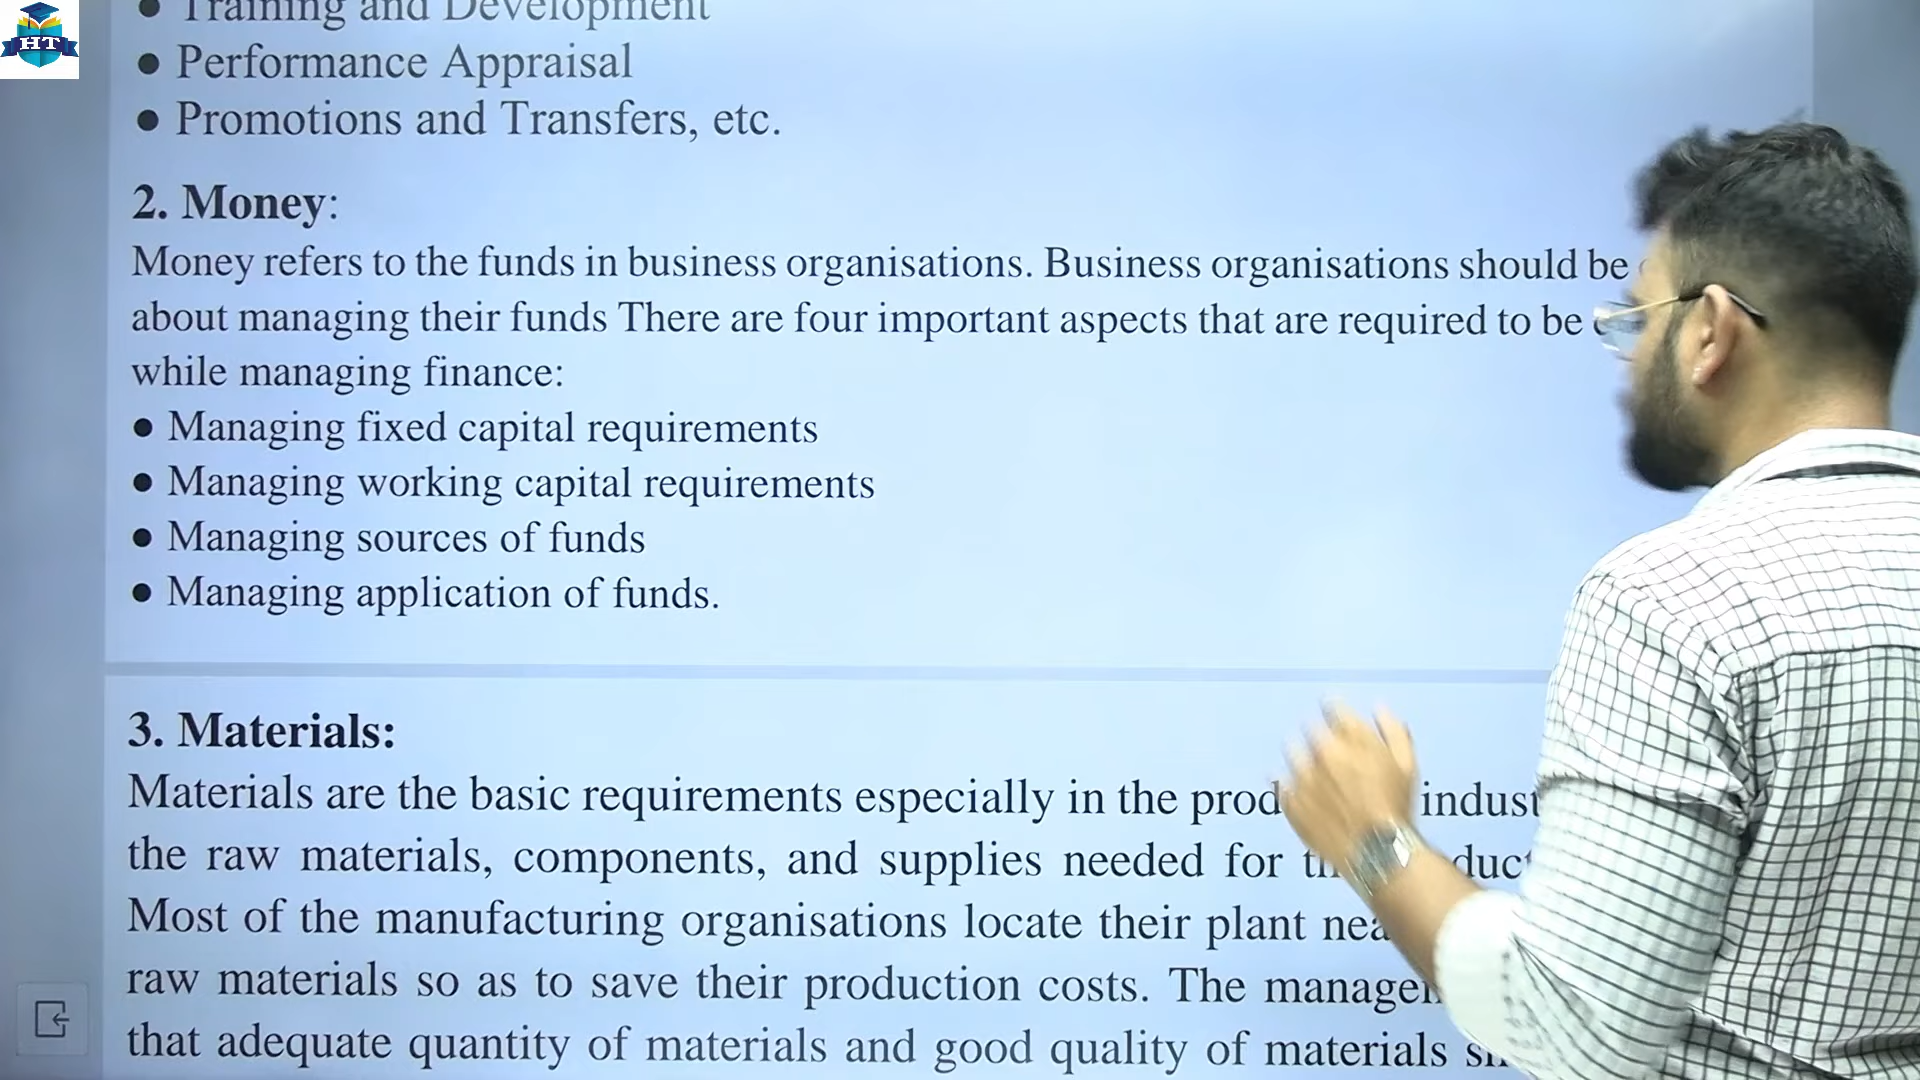 HT
Training and Development
● Performance Appraisal
● Promotions and Transfers, etc.
2. Money:
Money refers to the funds in business organisations. Business organisations should be
about managing their funds There are four important aspects that are required to be
while managing finance:
● Managing fixed capital requirements
● Managing working capital requirements
● Managing sources of funds
● Managing application of funds.
3. Materials:
Materials are the basic requirements especially in the
the raw materials, components, and supplies needed for
Most of the manufacturing organisations locate their plant
raw materials so as to save their production costs. The
that adequate quantity of materials and good quality of materials